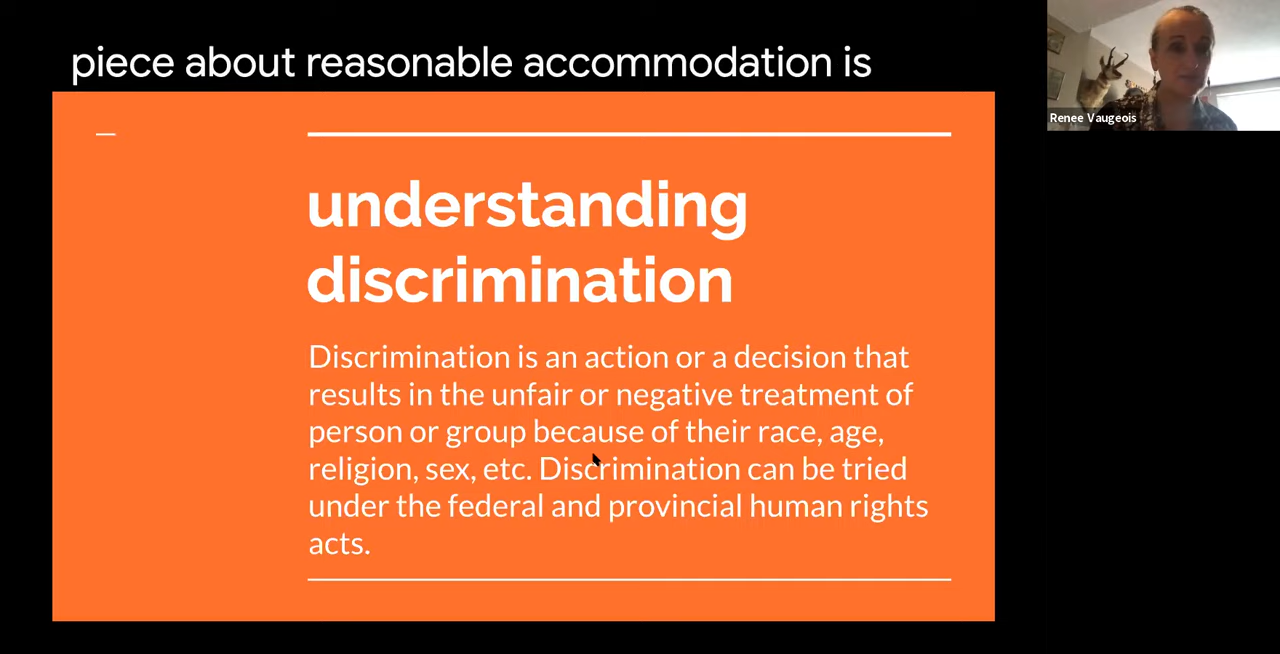 piece about reasonable accommodation is
Renee Vaugeois
understanding
discrimination
Discrimination is an action or a decision that
results in the unfair or negative treatment of
person or group because of their race, age,
religion, sex, etc. Discrimination can be tried
under the federal and provincial human rights
acts.